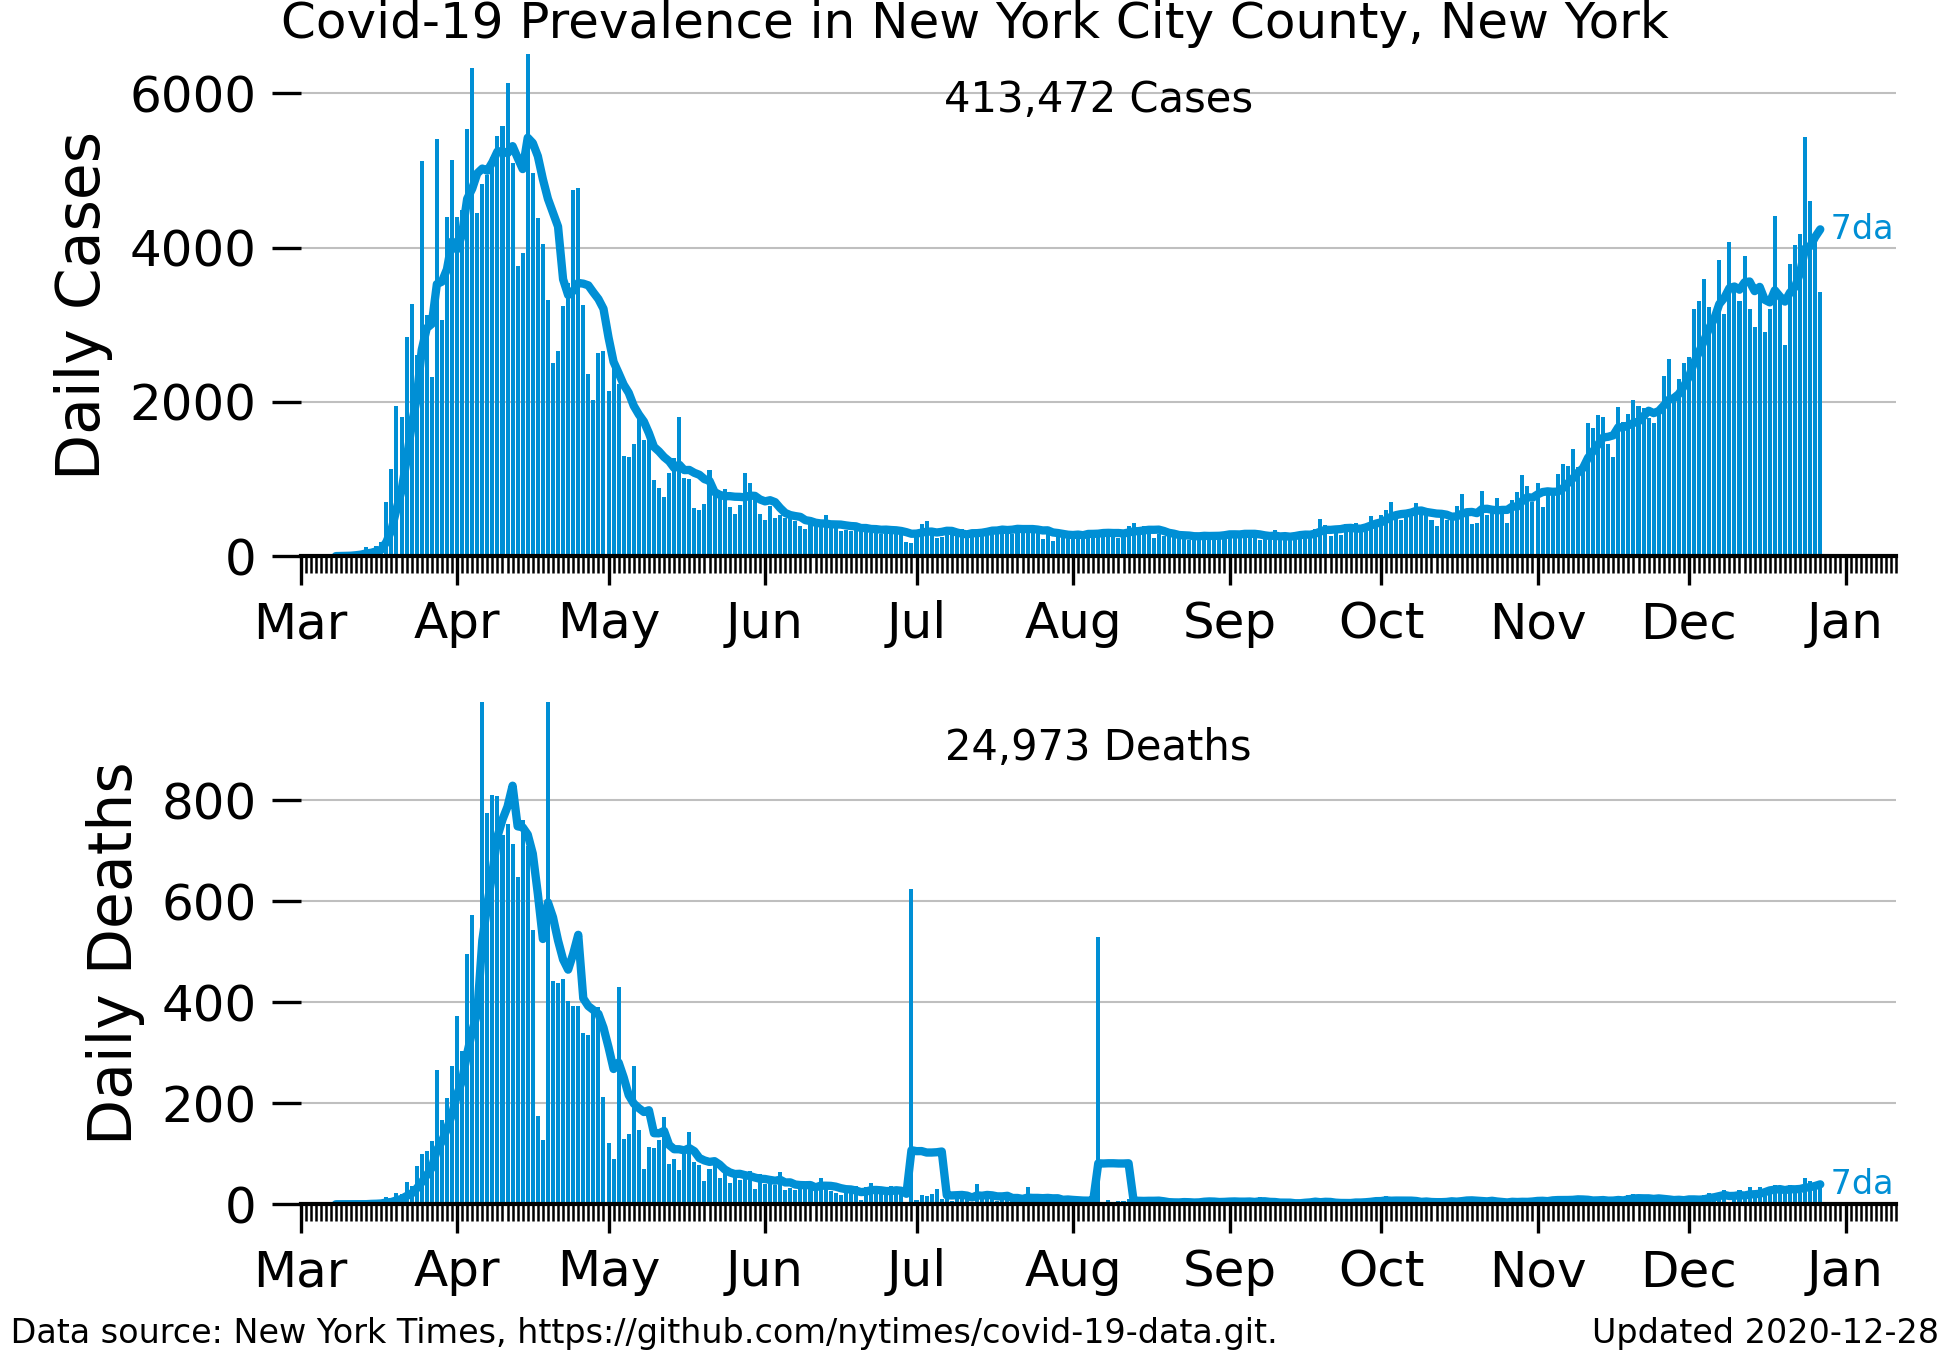 Covid-19 Prevalence in New York City County, New York
413,472 Cases
Daily Cases
6000
4000
2000
0
7da
Mar Apr May Jun Jul Aug Sep Oct Nov Dec Jan
24,973 Deaths
Daily Deaths
800
600
400
200
0
7da
Mar Apr May Jun Jul Aug Sep Oct Nov Dec Jan
Data source: New York Times, https://github.com/nytimes/covid-19-data.git.
Updated 2020-12-28